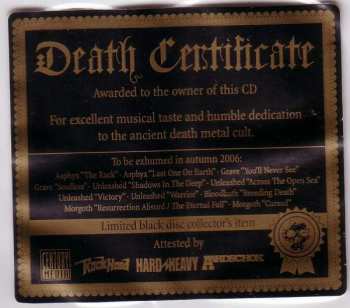 Death Certificate
Awarded to the owner of this CD
For excellent musical taste and humble dedication
to the ancient death metal cult.
To be exhumed in autumn 2006:
Asphyx "The Rack" · Asphyx "Last One On Earth" · Grave "You'll Never See"
Grave "Soulless" · Unleashed "Shadows In The Deep" · Unleashed "Across The Open Sea"
Unleashed "Victory" · Unleashed "Warrior" · Bloodbath "Breeding Death"
Morgoth "Resurrection Absurd / The Eternal Fall" · Morgoth "Cursed"
Limited black disc collector's item
Attested by
CENTURY MEDIA
RockHard HARD N HEAVY AARDSCHOK